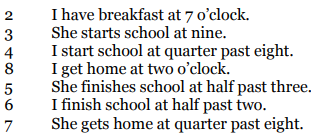 2 I have breakfast at 7 o’clock.
3 She starts school at nine.
4 I start school at quarter past eight.
8 I get home at two o’clock.
5 She finishes school at half past three.
6 I finish school at half past two.
7 She gets home at quarter past eight.